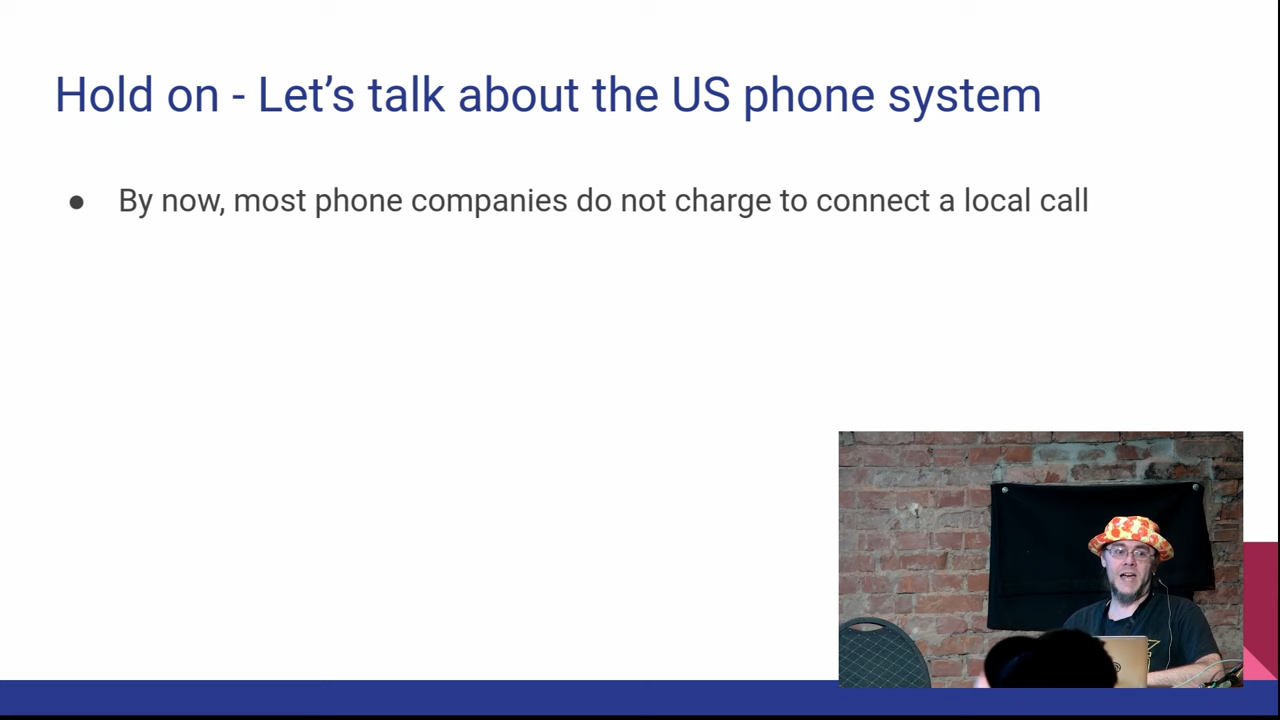 Hold on - Let’s talk about the US phone system
● By now, most phone companies do not charge to connect a local call